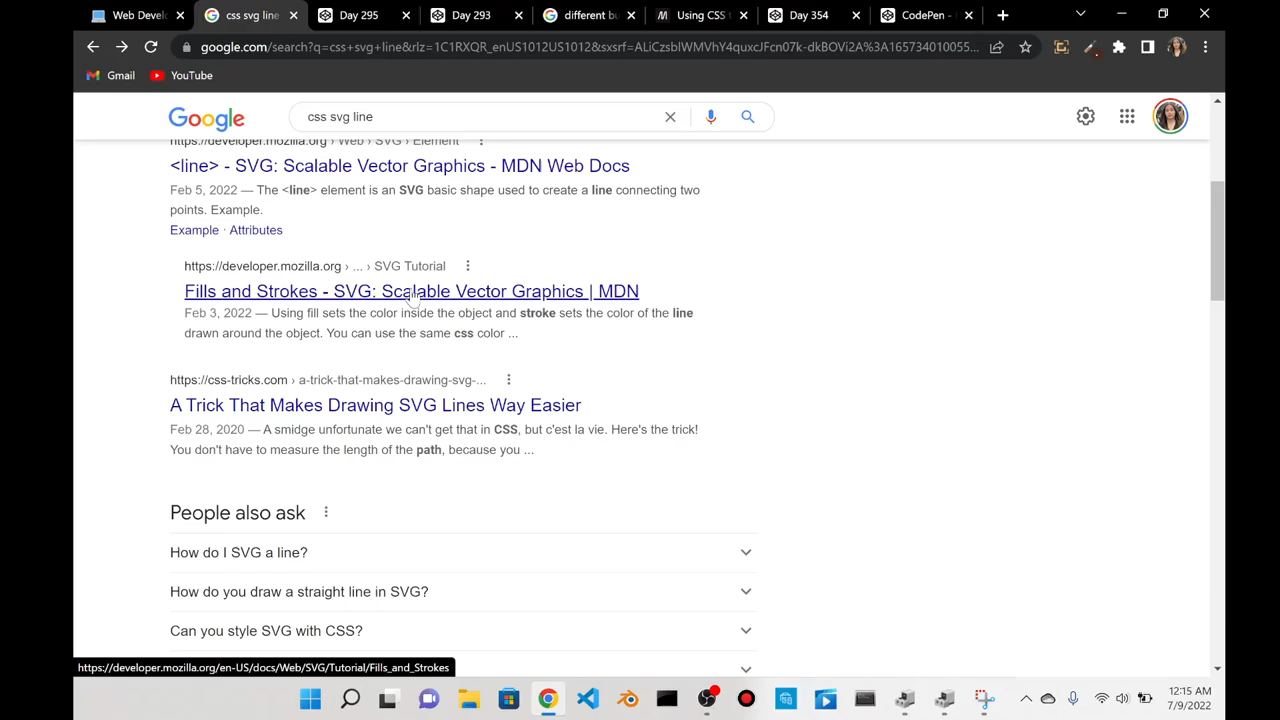 Web Devel
css svg line
Day 295
Day 293
different bu
Using CSS t
Day 354
CodePen -
google.com/search?q=css+svg+line&rlz=1C1RXQR_enUS1012US1012&sxsrf=ALiCzsblWMVhY4quxcJFcn07k-dkBOVi2A%3A165734010055...
Gmail
YouTube
Google
css svg line
https://developer.mozilla.org › Web › SVG › Element
<line> - SVG: Scalable Vector Graphics - MDN Web Docs
Feb 5, 2022 — The <line> element is an SVG basic shape used to create a line connecting two
points. Example.
Example · Attributes
https://developer.mozilla.org › ... › SVG Tutorial
Fills and Strokes - SVG: Scalable Vector Graphics | MDN
Feb 3, 2022 — Using fill sets the color inside the object and stroke sets the color of the line
drawn around the object. You can use the same css color ...
https://css-tricks.com › a-trick-that-makes-drawing-svg-...
A Trick That Makes Drawing SVG Lines Way Easier
Feb 28, 2020 — A smidge unfortunate we can't get that in CSS, but c'est la vie. Here's the trick!
You don't have to measure the length of the path, because you ...
People also ask
How do I SVG a line?
How do you draw a straight line in SVG?
Can you style SVG with CSS?
https://developer.mozilla.org/en-US/docs/Web/SVG/Tutorial/Fills_and_Strokes
12:15 AM
7/9/2022